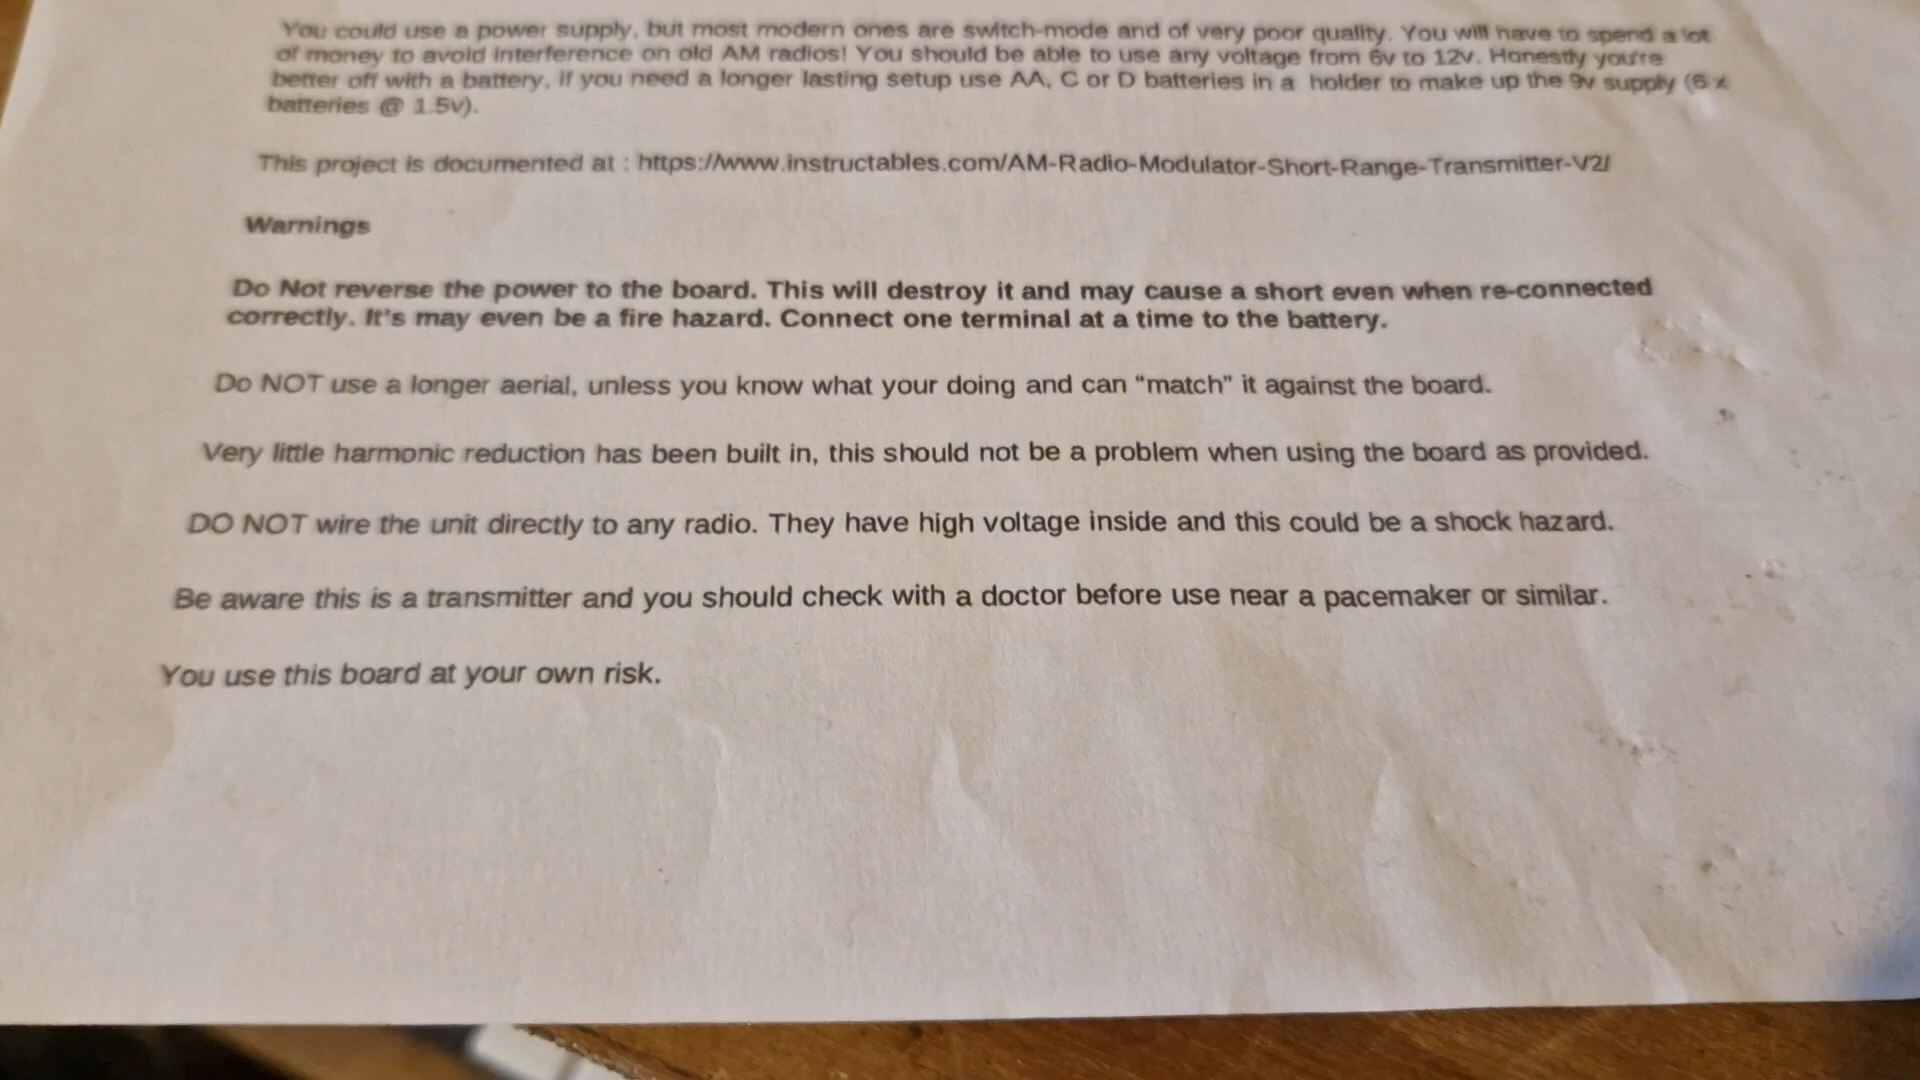 You could use a power supply, but most modern ones are switch-mode and of very poor quality. You will have to spend a lot
of money to avoid interference on old AM radios! You should be able to use any voltage from 6v to 12v. Honestly you're
better off with a battery, if you need a longer lasting setup use AA, C or D batteries in a holder to make up the 9v supply (6 x
batteries @ 1.5v).
This project is documented at : https://www.instructables.com/AM-Radio-Modulator-Short-Range-Transmitter-V2/
Warnings
Do Not reverse the power to the board. This will destroy it and may cause a short even when re-connected
correctly. It's may even be a fire hazard. Connect one terminal at a time to the battery.
Do NOT use a longer aerial, unless you know what your doing and can “match” it against the board.
Very little harmonic reduction has been built in, this should not be a problem when using the board as provided.
DO NOT wire the unit directly to any radio. They have high voltage inside and this could be a shock hazard.
Be aware this is a transmitter and you should check with a doctor before use near a pacemaker or similar.
You use this board at your own risk.